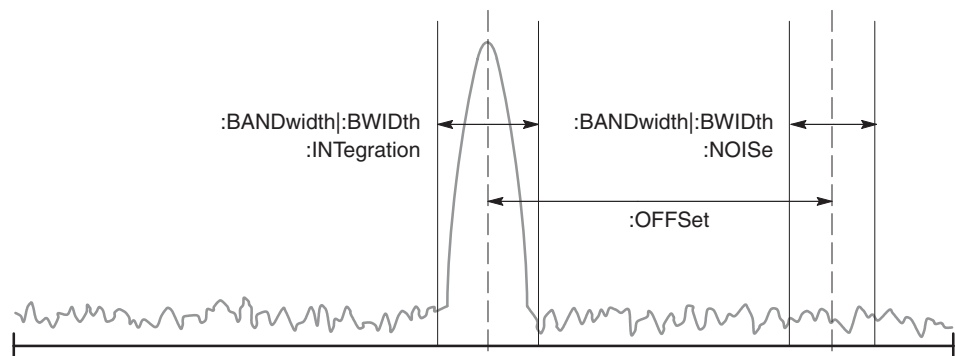 :BANDwidth|:BWIDth
:INTegration
:BANDwidth|:BWIDth
:NOISe
:OFFSet